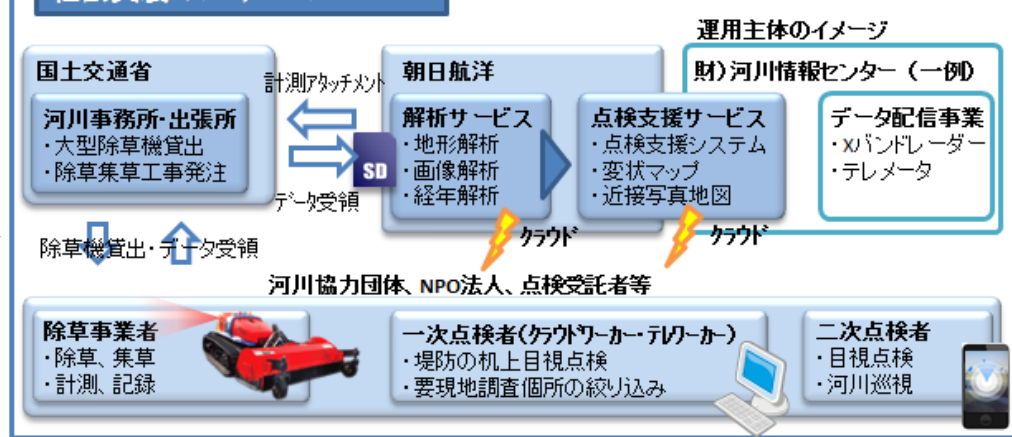 運用主体のイメージ
国土交通省
河川事務所・出張所
・大型除草機貸出
・除草集草工事発注
計測アタッチメント
SD
データ受領
朝日航洋
解析サービス
・地形解析
・画像解析
・経年解析
点検支援サービス
・点検支援システム
・変状マップ
・近接写真地図
財)河川情報センター（一例）
データ配信事業
・Xバンドレーダー
・テレメータ
クラウド
クラウド
除草機貸出・データ受領
河川協力団体、NPO法人、点検受託者等
除草事業者
・除草、集草
・計測、記録
一次点検者(クラウドワーカー・テレワーカー)
・堤防の机上目視点検
・要現地調査個所の絞り込み
二次点検者
・目視点検
・河川巡視